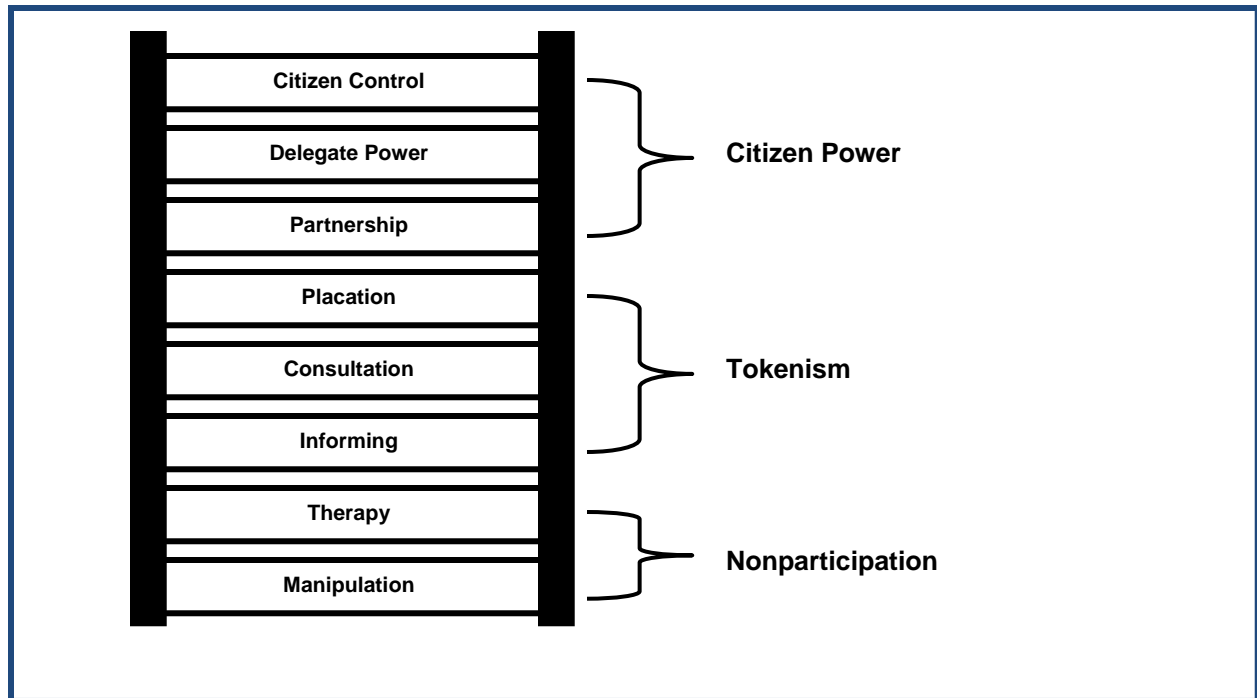 Citizen Control
Delegate Power
Citizen Power
Partnership
Placation
Consultation
Tokenism
Informing
Therapy
Nonparticipation
Manipulation